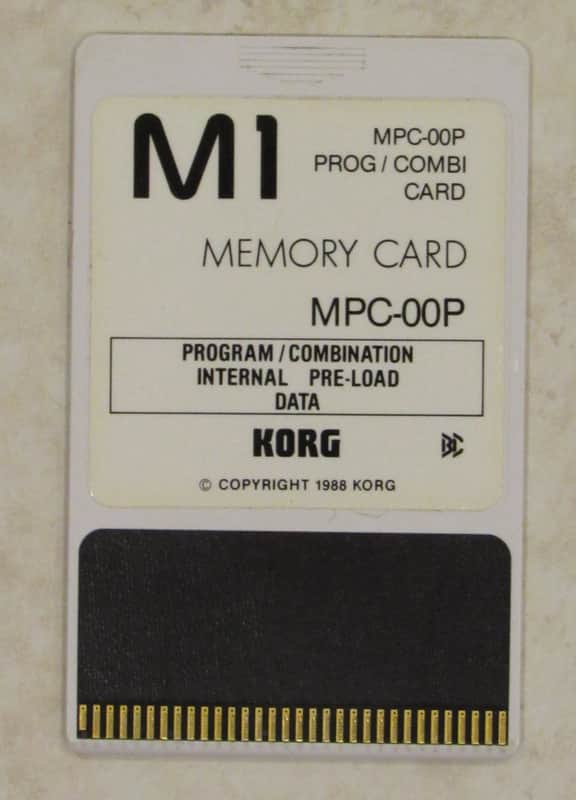 M1
MPC-00P
PROG / COMBI
CARD
MEMORY CARD
MPC-00P
PROGRAM / COMBINATION
INTERNAL PRE-LOAD
DATA
KORG
© COPYRIGHT 1988 KORG